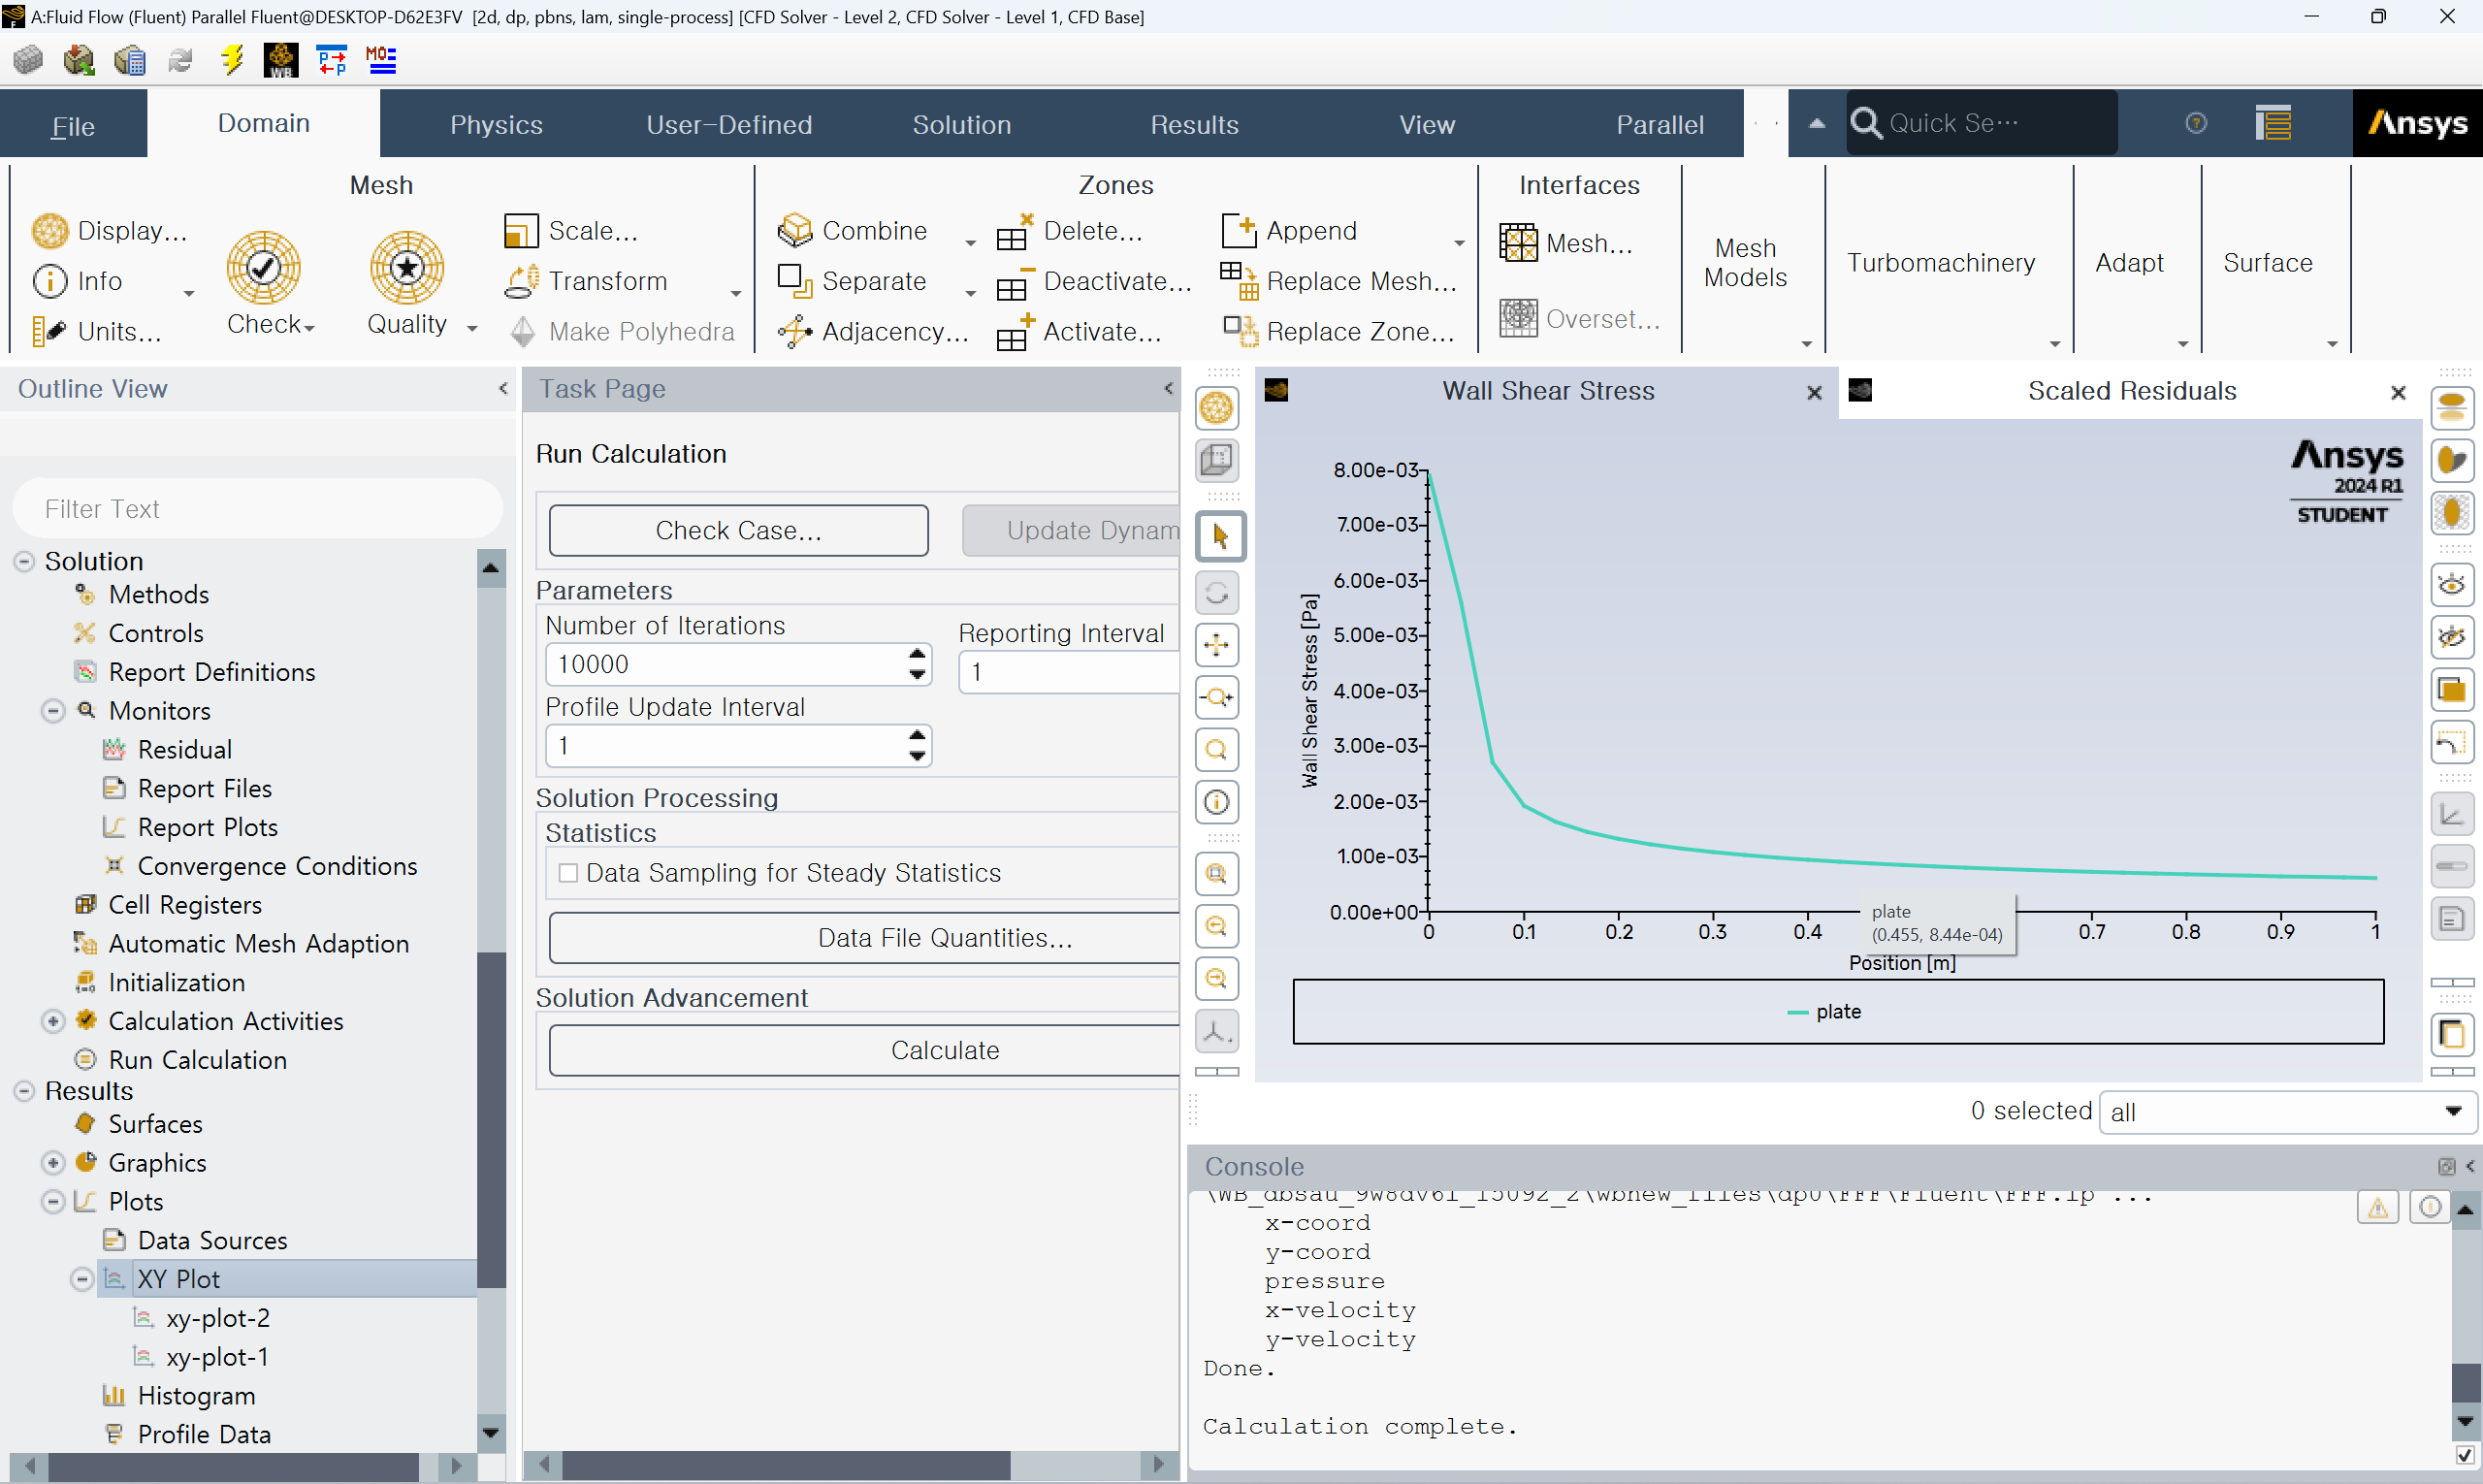 A:Fluid Flow (Fluent) Parallel Fluent@DESKTOP-D62E3FV [2d, dp, pbns, lam, single-process] [CFD Solver - Level 2, CFD Solver - Level 1, CFD Base]
WB
P P
MO
File
Domain
Physics
User-Defined
Solution
Results
View
Parallel
Quick Se...
Ansys
Mesh
Display...
Info
Units...
Check
Quality
Scale...
Transform
Make Polyhedra
Zones
Combine
Separate
Adjacency...
Delete...
Deactivate...
Activate...
Append
Replace Mesh...
Replace Zone...
Interfaces
Mesh...
Overset...
Mesh
Models
Turbomachinery
Adapt
Surface
Outline View
Filter Text
Solution
Methods
Controls
Report Definitions
Monitors
Residual
Report Files
Report Plots
Convergence Conditions
Cell Registers
Automatic Mesh Adaption
Initialization
Calculation Activities
Run Calculation
Results
Surfaces
Graphics
Plots
Data Sources
XY Plot
xy-plot-2
xy-plot-1
Histogram
Profile Data
Task Page
Run Calculation
Check Case...
Update Dynam
Parameters
Number of Iterations
10000
Reporting Interval
1
Profile Update Interval
1
Solution Processing
Statistics
Data Sampling for Steady Statistics
Data File Quantities...
Solution Advancement
Calculate
Wall Shear Stress
Scaled Residuals
Ansys
2024 R1
STUDENT
Wall Shear Stress [Pa]
8.00e-03
7.00e-03
6.00e-03
5.00e-03
4.00e-03
3.00e-03
2.00e-03
1.00e-03
0.00e+00
0 0.1 0.2 0.3 0.4 0.7 0.8 0.9 1
plate
(0.455, 8.44e-04)
Position [m]
plate
0 selected
all
Console
x-coord
y-coord
pressure
x-velocity
y-velocity
Done.
Calculation complete.